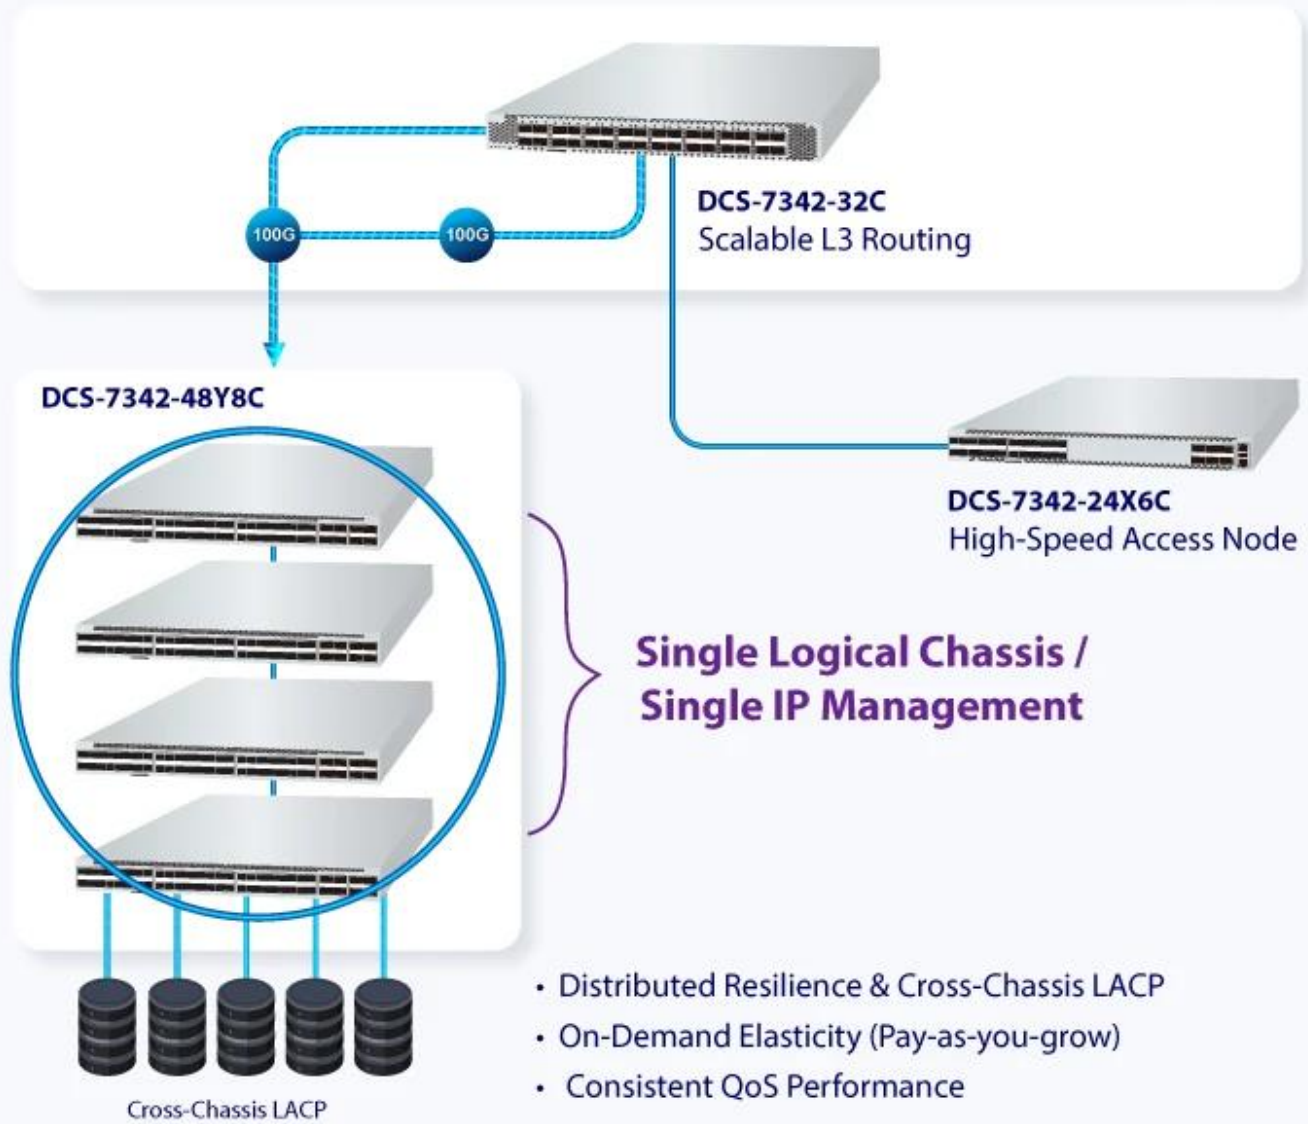 100G
100G
DCS-7342-32C
Scalable L3 Routing
DCS-7342-48Y8C
DCS-7342-24X6C
High-Speed Access Node
Single Logical Chassis /
Single IP Management
• Distributed Resilience & Cross-Chassis LACP
• On-Demand Elasticity (Pay-as-you-grow)
• Consistent QoS Performance
Cross-Chassis LACP